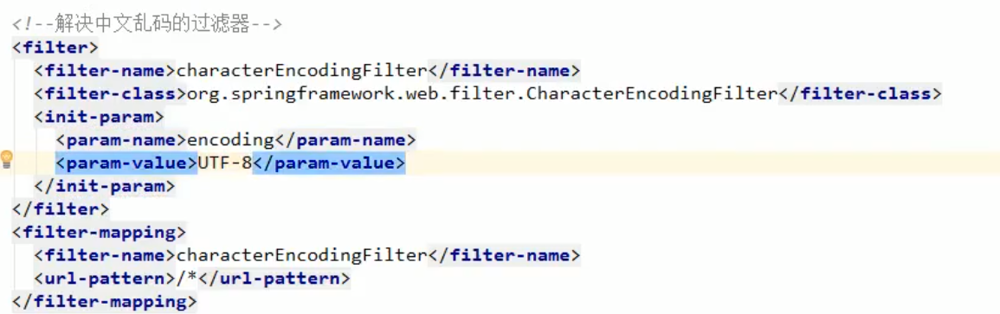 <!--解决中文乱码的过滤器-->
<filter>
<filter-name>characterEncodingFilter</filter-name>
<filter-class>org.springframework.web.filter.CharacterEncodingFilter</filter-class>
<init-param>
<param-name>encoding</param-name>
<param-value>UTF-8</param-value>
</init-param>
</filter>
<filter-mapping>
<filter-name>characterEncodingFilter</filter-name>
<url-pattern>/*</url-pattern>
</filter-mapping>